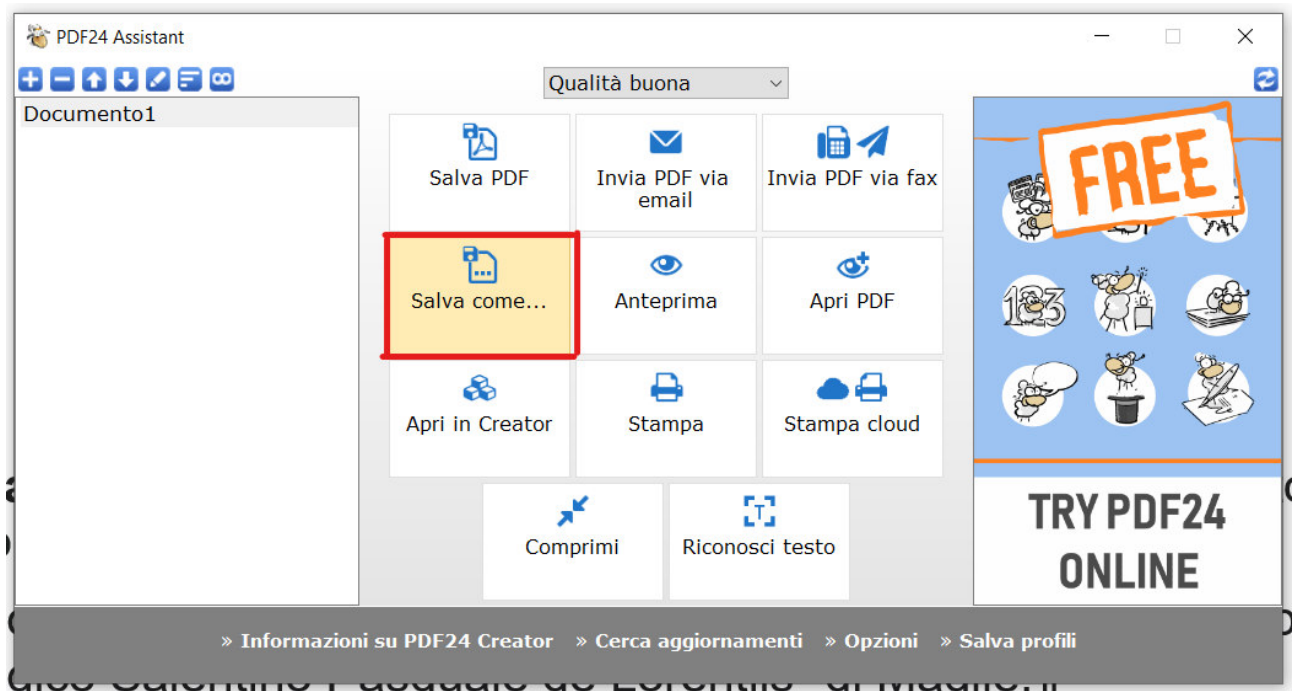 PDF24 Assistant
Qualità buona
Documento1
Salva PDF
Invia PDF via
email
Invia PDF via fax
Salva come...
Anteprima
Apri PDF
Apri in Creator
Stampa
Stampa cloud
Comprimi
Riconosci testo
FREE
123
TRY PDF24
ONLINE
» Informazioni su PDF24 Creator » Cerca aggiornamenti » Opzioni » Salva profili